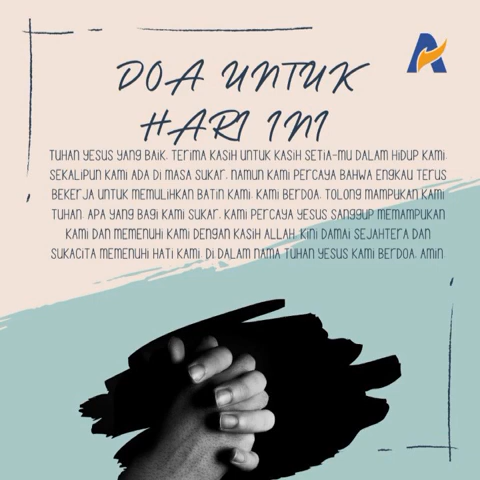 DOA UNTUK
HARI INI
TUHAN YESUS YANG BAIK, TERIMA KASIH UNTUK KASIH SETIA-MU DALAM HIDUP KAMI.
SEKALIPUN KAMI ADA DI MASA SUKAR, NAMUN KAMI PERCAYA BAHWA ENGKAU TERUS
BEKERJA UNTUK MEMULIHKAN BATIN KAMI. KAMI BERDOA, TOLONG MAMPUKAN KAMI
TUHAN. APA YANG BAGI KAMI SUKAR, KAMI PERCAYA YESUS SANGGUP MEMAMPUKAN
KAMI DAN MEMENUHI KAMI DENGAN KASIH ALLAH. KINI DAMAI SEJAHTERA DAN
SUKACITA MEMENUHI HATI KAMI. DI DALAM NAMA TUHAN YESUS KAMI BERDOA, AMIN.